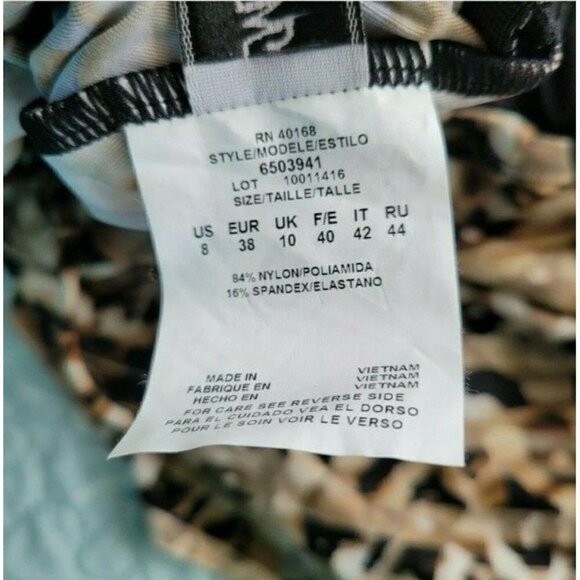 RN 40168
STYLE/MODELE/ESTILO
6503941
LOT 10011416
SIZE/TAILLE/TALLE
US EUR UK F/E IT RU
8 38 10 40 42 44
84% NYLON/POLIAMIDA
16% SPANDEX/ELASTANO
MADE IN VIETNAM
FABRIQUE EN VIETNAM
HECHO EN VIETNAM
FOR CARE SEE REVERSE SIDE
PARA EL CUIDADO VEA EL DORSO
POUR LE SOIN VOIR LE VERSO